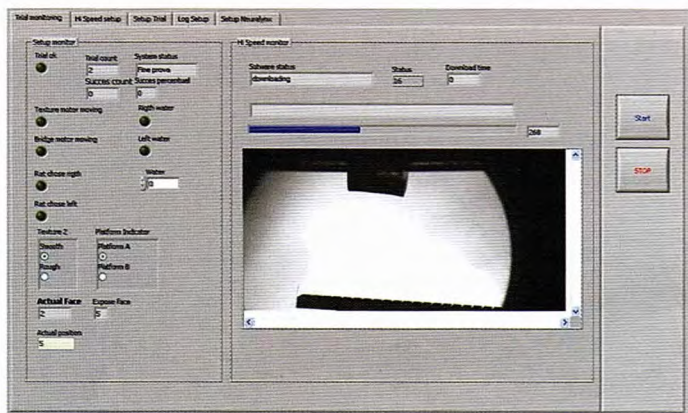 Trial monitoring Hi Speed setup Setup Trial Log Setup Setup Neuralynx
Setup monitor
Trial ok Trial count System status
2 Fine prova
Succes count Succes percentual
0 0
Texture motor moving Rigth water
Bridge motor moving Left water
Rat chose rigth Water
0
Rat chose left
Texture 2 Platform Indicator
Smooth Platform A
Rough Platform B
Actual Face Expose Face
2 5
Actual position
5
Hi Speed monitor
Sotware status Status Download time
downloading 16 0
268
Start
STOP